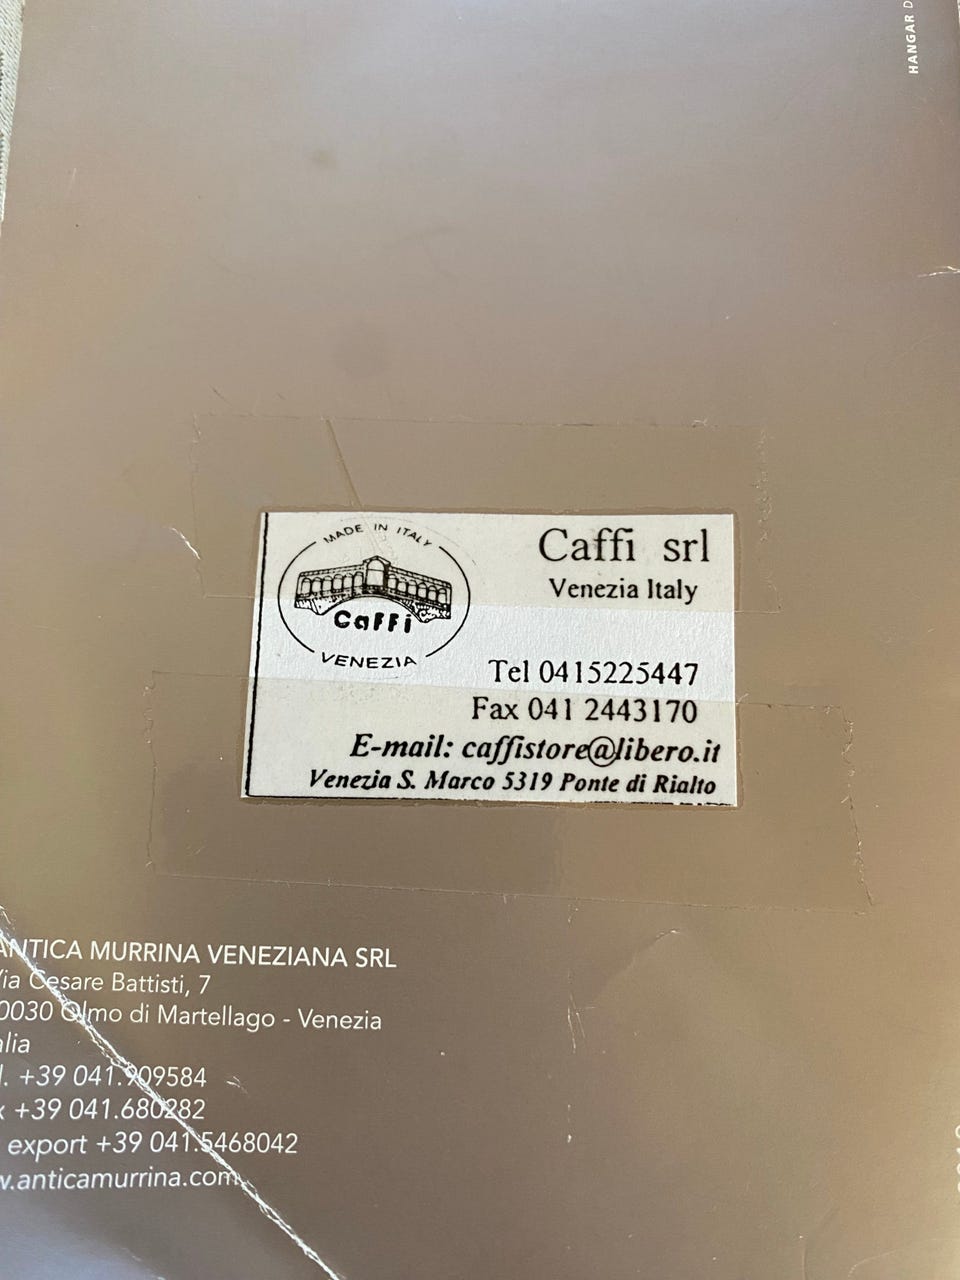 HANGAR D
MADE IN ITALY
Caffi
VENEZIA
Caffi srl
Venezia Italy
Tel 0415225447
Fax 041 2443170
E-mail: caffistore@libero.it
Venezia S. Marco 5319 Ponte di Rialto
ANTICA MURRINA VENEZIANA SRL
Via Cesare Battisti, 7
0030 Olmo di Martellago - Venezia
alia
l. +39 041.909584
x +39 041.680282
export +39 041.5468042
w.anticamurrina.com